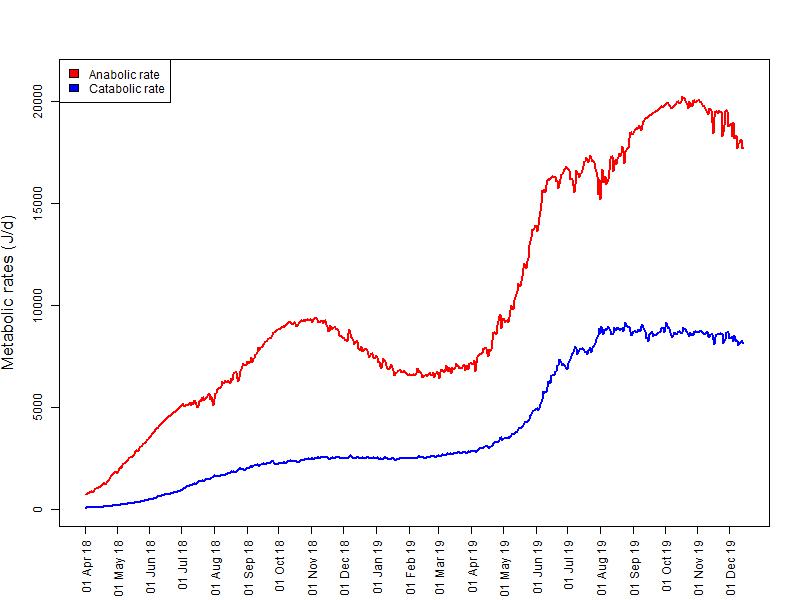 Anabolic rate
Catabolic rate
Metabolic rates (J/d)
20000
15000
10000
5000
0
01 Apr 18
01 May 18
01 Jun 18
01 Jul 18
01 Aug 18
01 Sep 18
01 Oct 18
01 Nov 18
01 Dec 18
01 Jan 19
01 Feb 19
01 Mar 19
01 Apr 19
01 May 19
01 Jun 19
01 Jul 19
01 Aug 19
01 Sep 19
01 Oct 19
01 Nov 19
01 Dec 19